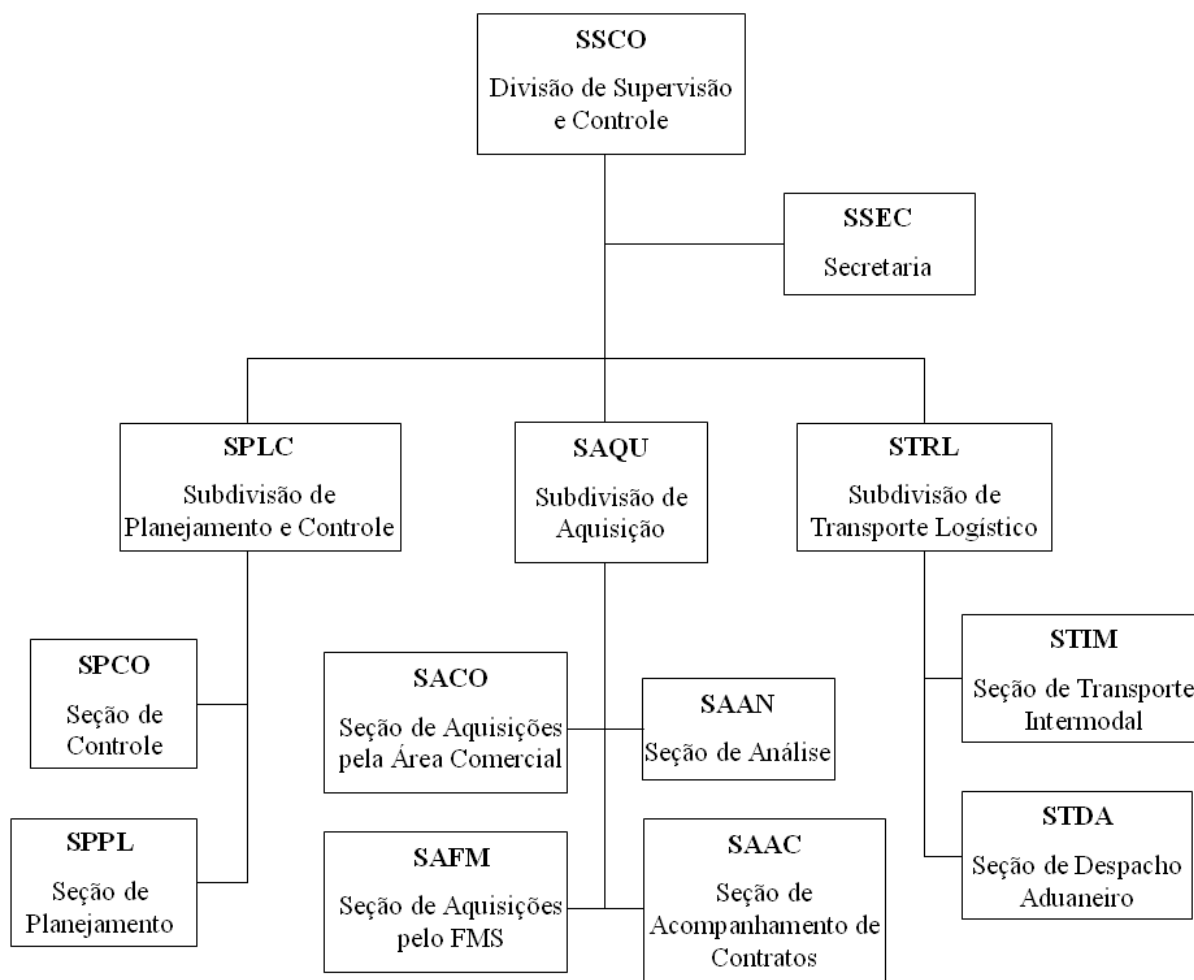 SSCO
Divisão de Supervisão
e Controle
SSEC
Secretaria
SPLC
Subdivisão de
Planejamento e Controle
SAQU
Subdivisão de
Aquisição
STRL
Subdivisão de
Transporte Logístico
SPCO
Seção de
Controle
SACO
Seção de Aquisições
pela Área Comercial
SAAN
Seção de Análise
STIM
Seção de Transporte
Intermodal
SPPL
Seção de
Planejamento
SAFM
Seção de Aquisições
pelo FMS
SAAC
Seção de
Acompanhamento de
Contratos
STDA
Seção de Despacho
Aduaneiro